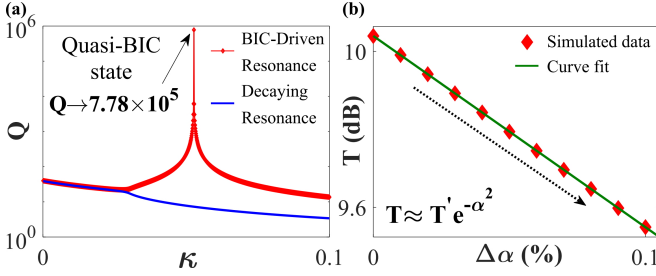 (a)
10^6
Quasi-BIC
state
Q→7.78×10^5
BIC-Driven
Resonance
Decaying
Resonance
Q
10^0
0
κ
0.1
(b)
10
Simulated data
Curve fit
T (dB)
T≈ T'e^{-α^2}
9.6
0
Δα (%)
0.1